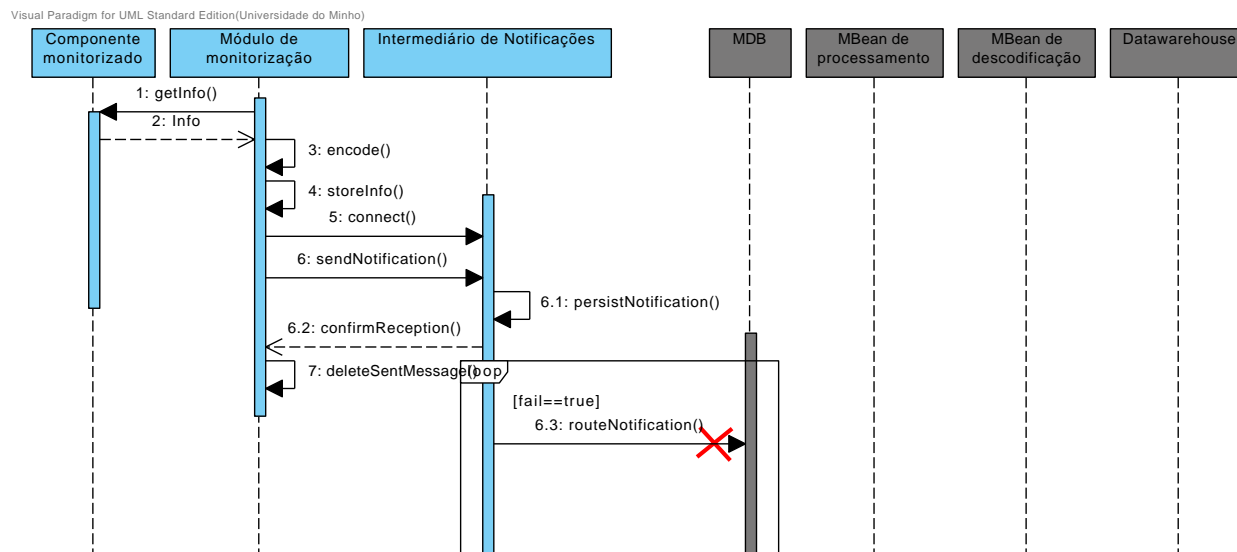 Visual Paradigm for UML Standard Edition(Universidade do Minho)
Componente
monitorizado
Módulo de
monitorização
Intermediário de Notificações
MDB
MBean de
processamento
MBean de
descodificação
Datawarehouse
1: getInfo()
2: Info
3: encode()
4: storeInfo()
5: connect()
6: sendNotification()
6.1: persistNotification()
6.2: confirmReception()
7: deleteSentMessage()
loop
[fail==true]
6.3: routeNotification()